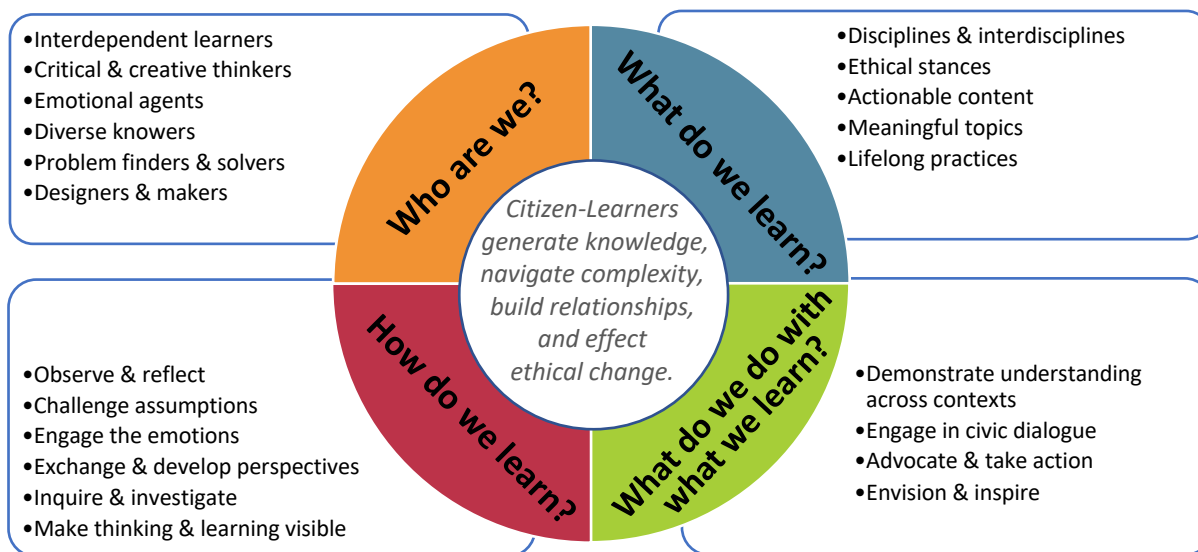 •Interdependent learners
•Critical & creative thinkers
•Emotional agents
•Diverse knowers
•Problem finders & solvers
•Designers & makers
Who are we?
What do we learn?
•Disciplines & interdisciplines
•Ethical stances
•Actionable content
•Meaningful topics
•Lifelong practices
Citizen-Learners
generate knowledge,
navigate complexity,
build relationships,
and effect
ethical change.
•Observe & reflect
•Challenge assumptions
•Engage the emotions
•Exchange & develop perspectives
•Inquire & investigate
•Make thinking & learning visible
How do we learn?
What do we do with
what we learn?
•Demonstrate understanding
across contexts
•Engage in civic dialogue
•Advocate & take action
•Envision & inspire